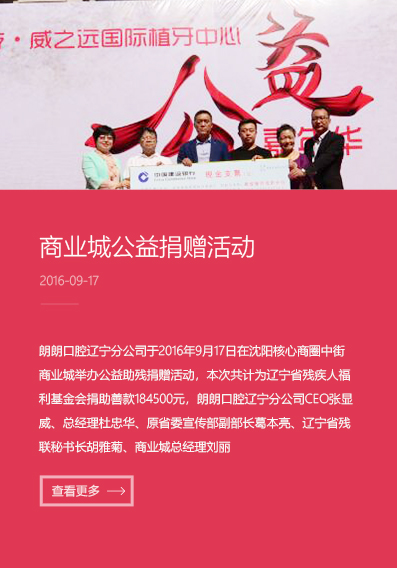 ·威之远国际植牙中心
公益
嘉年华
中国建设银行 现金支票
商业城公益捐赠活动
2016-09-17
朗朗口腔辽宁分公司于2016年9月17日在沈阳核心商圈中街
商业城举办公益助残捐赠活动，本次共计为辽宁省残疾人福
利基金会捐助善款184500元，朗朗口腔辽宁分公司CEO张显
威、总经理杜忠华、原省委宣传部副部长葛本亮、辽宁省残
联秘书长胡雅菊、商业城总经理刘丽
查看更多